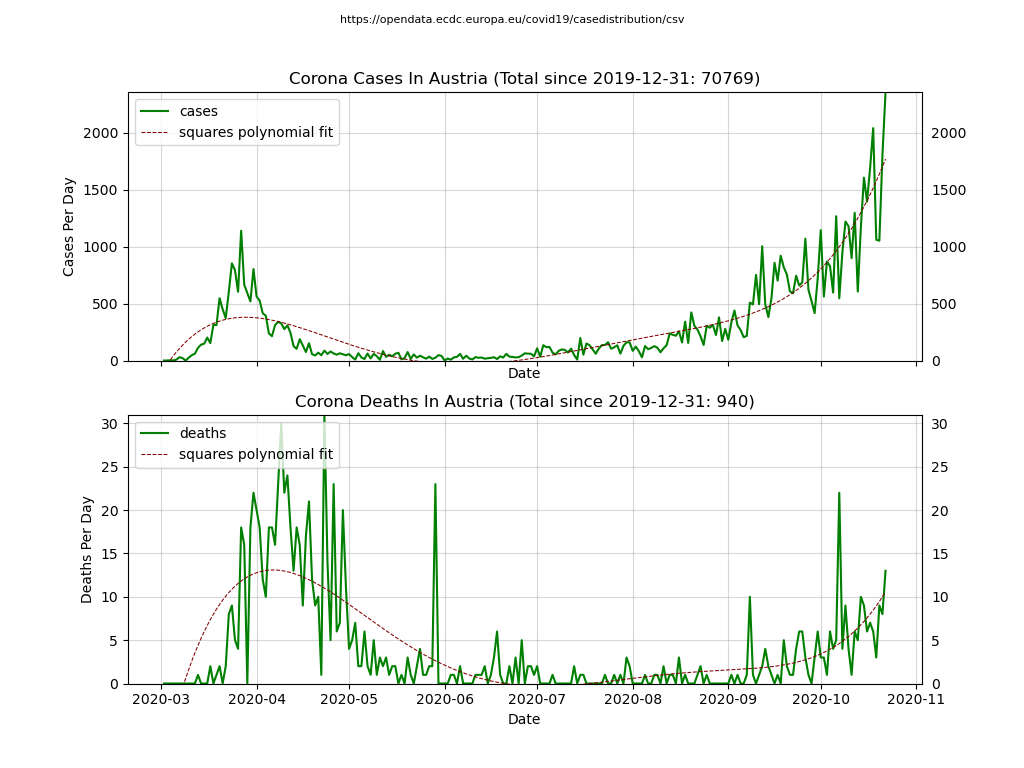 https://opendata.ecdc.europa.eu/covid19/casedistribution/csv
Corona Cases In Austria (Total since 2019-12-31: 70769)
cases
squares polynomial fit
Cases Per Day
2000
1500
1000
500
0
2000
1500
1000
500
0
Date
Corona Deaths In Austria (Total since 2019-12-31: 940)
deaths
squares polynomial fit
Deaths Per Day
30
25
20
15
10
5
0
30
25
20
15
10
5
0
2020-03 2020-04 2020-05 2020-06 2020-07 2020-08 2020-09 2020-10 2020-11
Date